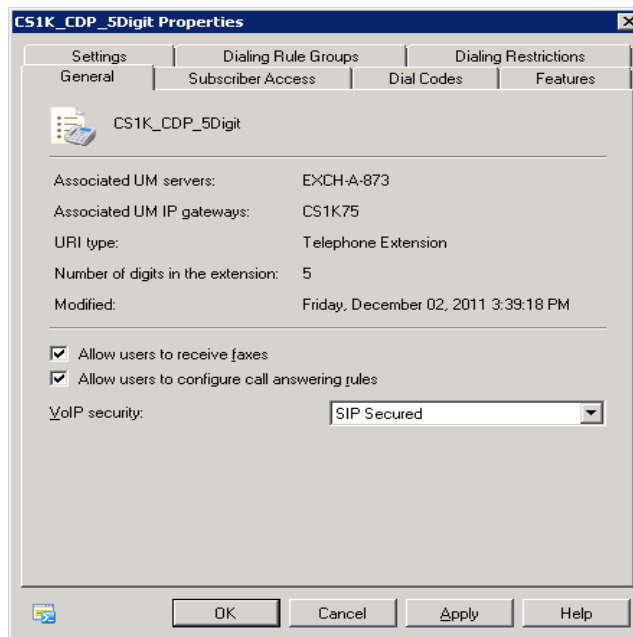 CS1K_CDP_5Digit Properties
Settings Dialing Rule Groups Dialing Restrictions
General Subscriber Access Dial Codes Features
CS1K_CDP_5Digit
Associated UM servers: EXCH-A-873
Associated UM IP gateways: CS1K75
URI type: Telephone Extension
Number of digits in the extension: 5
Modified: Friday, December 02, 2011 3:39:18 PM
Allow users to receive faxes
Allow users to configure call answering rules
VoIP security: SIP Secured
OK Cancel Apply Help